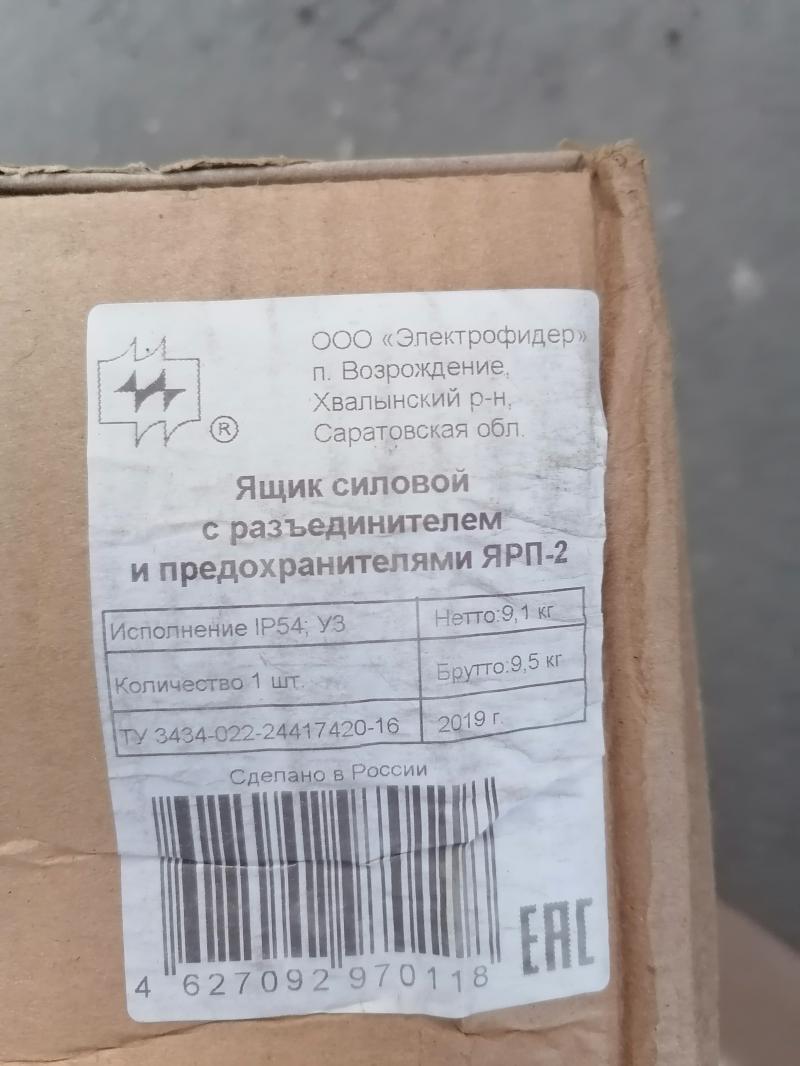 ®
ООО «Электрофидер»
п. Возрождение,
Хвалынский р-н,
Саратовская обл.
Ящик силовой
с разъединителем
и предохранителями ЯРП-2
Исполнение IP54; У3 Нетто:9,1 кг
Количество 1 шт. Брутто:9,5 кг
ТУ 3434-022-24417420-16 2019 г.
Сделано в России
4 627092 970118
EAC